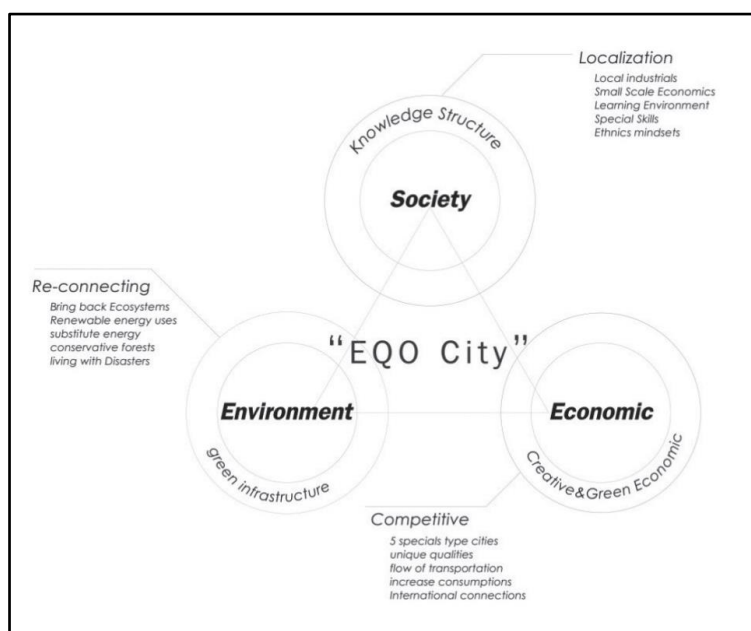 Localization
Local industrials
Small Scale Economics
Learning Environment
Special Skills
Ethnics mindsets
Knowledge Structure
Society
Re-connecting
Bring back Ecosystems
Renewable energy uses
substitute energy
conservative forests
living with Disasters
"EQO City"
Environment
green infrastructure
Economic
Creative&Green Economic
Competitive
5 specials type cities
unique qualities
flow of transportation
increase consumptions
International connections